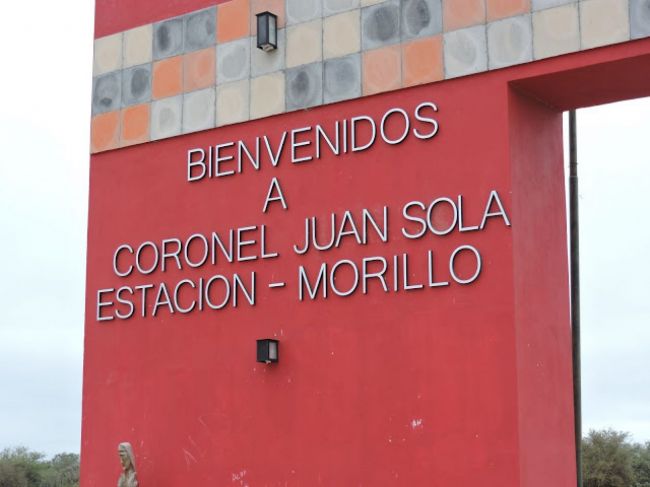 BIENVENIDOS
A
CORONEL JUAN SOLA
ESTACION - MORILLO